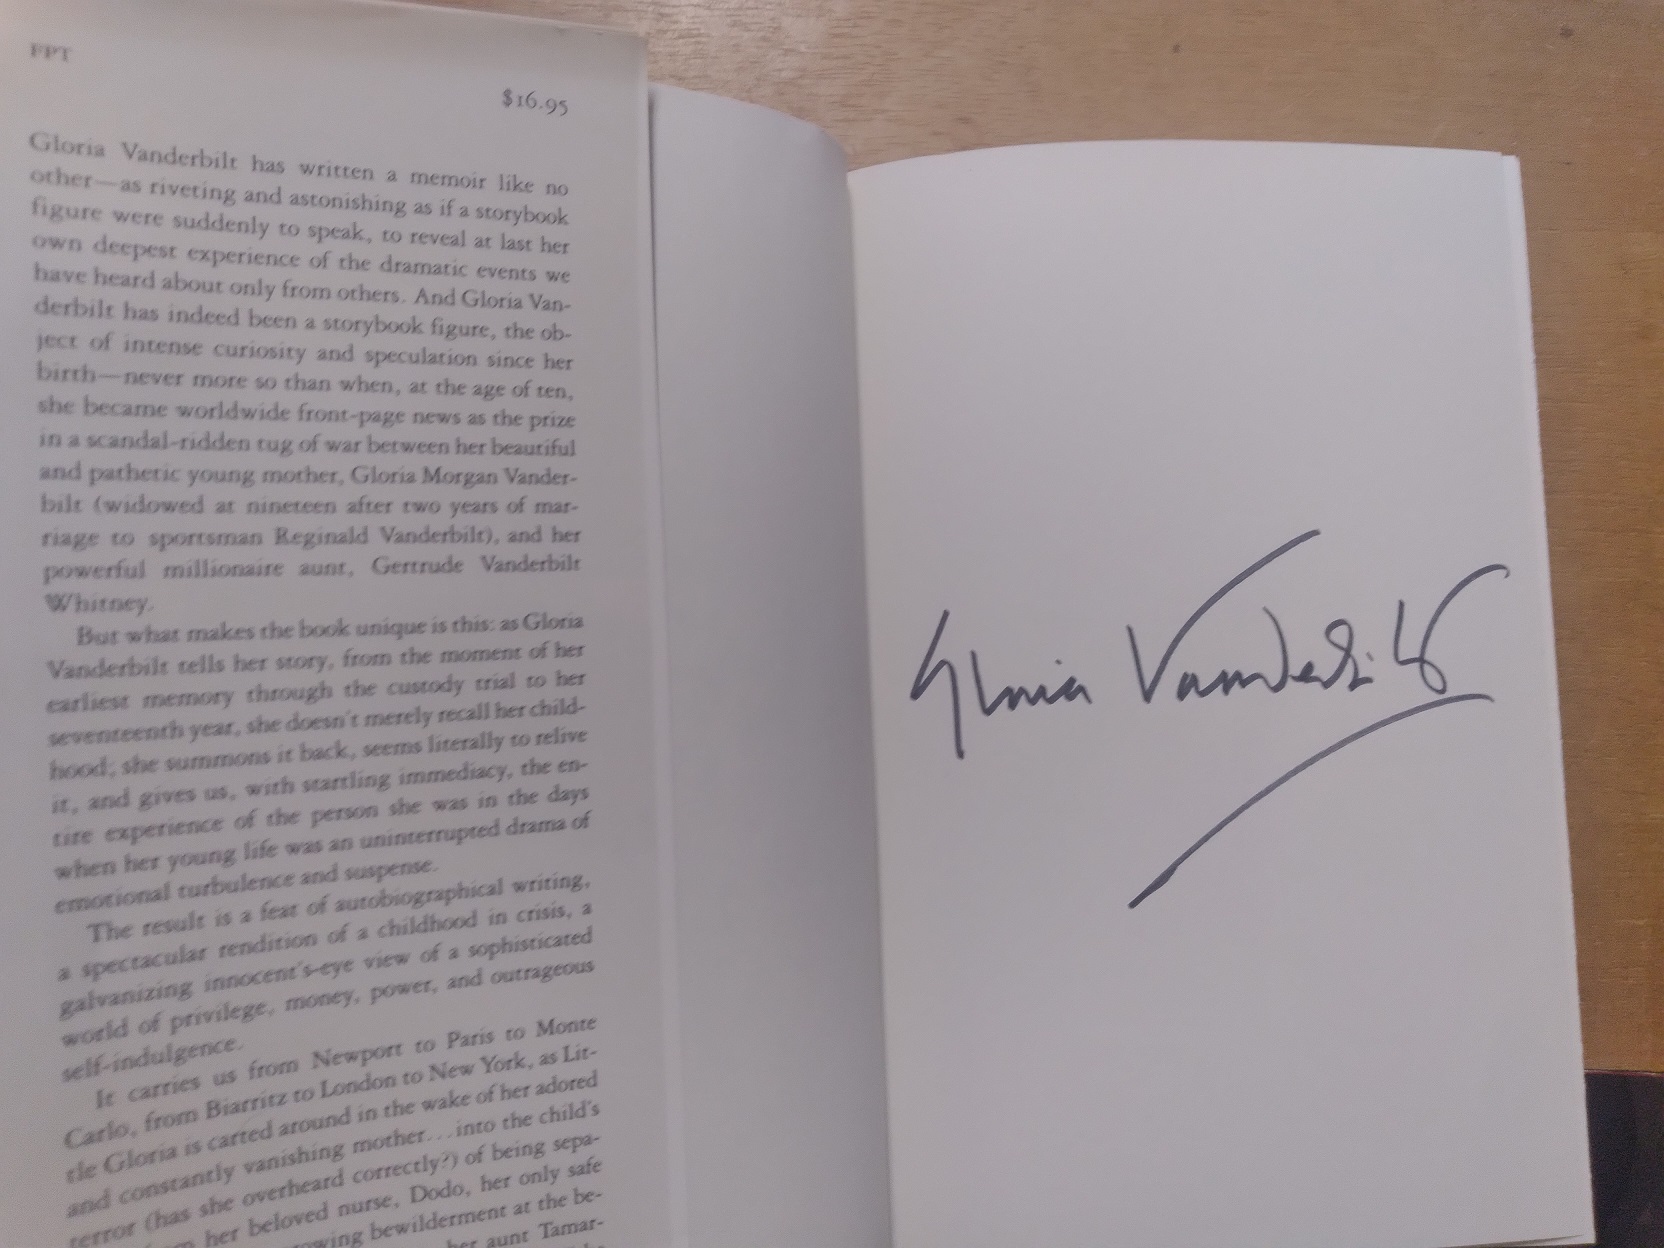 FPT
$16.95
Gloria Vanderbilt has written a memoir like no
other—as riveting and astonishing as if a storybook
figure were suddenly to speak, to reveal at last her
own deepest experience of the dramatic events we
have heard about only from others. And Gloria Van-
derbilt has indeed been a storybook figure, the ob-
ject of intense curiosity and speculation since her
birth—never more so than when, at the age of ten,
she became worldwide front-page news as the prize
in a scandal-ridden tug of war between her beautiful
and pathetic young mother, Gloria Morgan Vander-
bilt (widowed at nineteen after two years of mar-
riage to sportsman Reginald Vanderbilt), and her
powerful millionaire aunt, Gertrude Vanderbilt
Whitney.
But what makes the book unique is this: as Gloria
Vanderbilt tells her story, from the moment of her
earliest memory through the custody trial to her
seventeenth year, she doesn't merely recall her child-
hood; she summons it back, seems literally to relive
it, and gives us, with startling immediacy, the en-
tire experience of the person she was in the days
when her young life was an uninterrupted drama of
emotional turbulence and suspense.
The result is a feat of autobiographical writing,
a spectacular rendition of a childhood in crisis, a
galvanizing innocent's-eye view of a sophisticated
world of privilege, money, power, and outrageous
self-indulgence.
It carries us from Newport to Paris to Monte
Carlo, from Biarritz to London to New York, as Lit-
tle Gloria is carted around in the wake of her adored
and constantly vanishing mother...into the child's
terror (has she overheard correctly?) of being sepa-
her beloved nurse, Dodo, her only safe
bewilderment at the be-
her aunt Tamar-
Gloria Vanderbilt